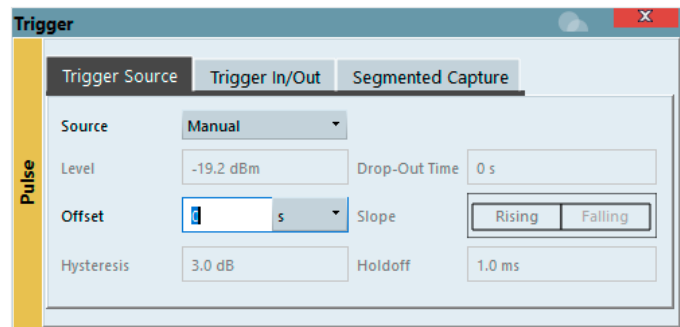 Trigger
X
Trigger Source Trigger In/Out Segmented Capture
Source Manual
Level -19.2 dBm Drop-Out Time 0 s
Offset 0 s Slope Rising Falling
Hysteresis 3.0 dB Holdoff 1.0 ms
Pulse